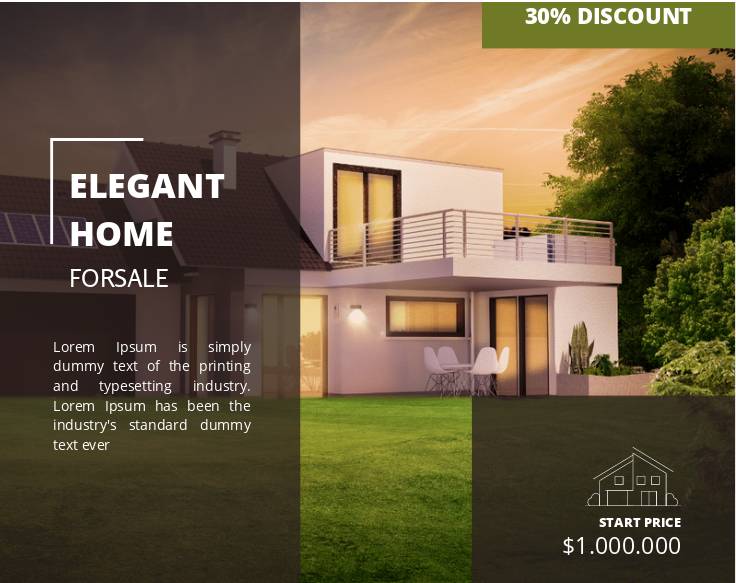 30% DISCOUNT
ELEGANT
HOME
FORSALE
Lorem Ipsum is simply
dummy text of the printing
and typesetting industry.
Lorem Ipsum has been the
industry's standard dummy
text ever
START PRICE
$1.000.000